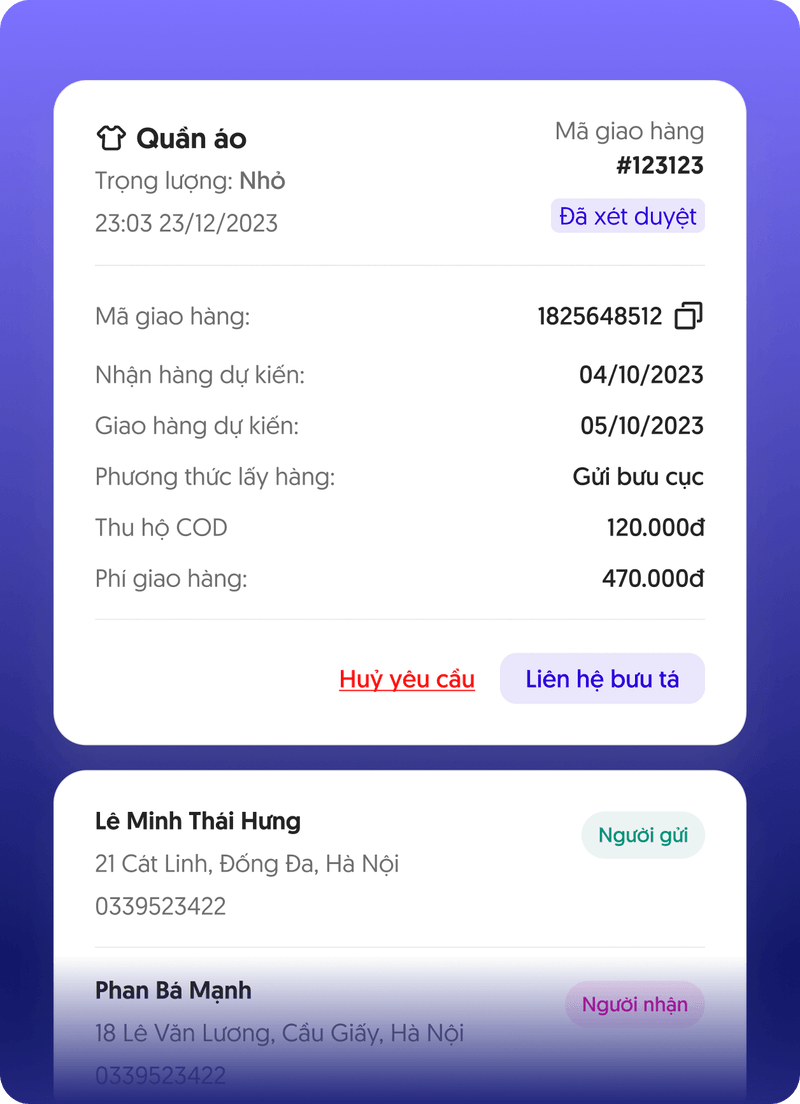 Quần áo
Mã giao hàng
#123123
Trọng lượng: Nhỏ
23:03 23/12/2023
Đã xét duyệt
Mã giao hàng: 1825648512
Nhận hàng dự kiến: 04/10/2023
Giao hàng dự kiến: 05/10/2023
Phương thức lấy hàng: Gửi bưu cục
Thu hộ COD 120.000đ
Phí giao hàng: 470.000đ
Huỷ yêu cầu Liên hệ bưu tá
Lê Minh Thái Hưng
Người gửi
21 Cát Linh, Đống Đa, Hà Nội
0339523422
Phan Bá Mạnh
Người nhận
18 Lê Văn Lương, Cầu Giấy, Hà Nội
0339523422